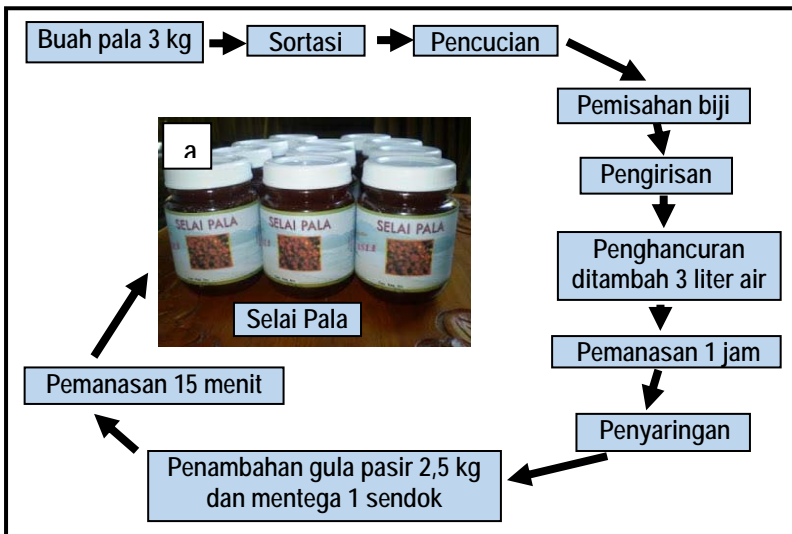 Buah pala 3 kg
Sortasi
Pencucian
Pemisahan biji
Pengirisan
Penghancuran
ditambah 3 liter air
Pemanasan 1 jam
Penyaringan
Penambahan gula pasir 2,5 kg
dan mentega 1 sendok
Pemanasan 15 menit
a
SELAI PALA
SELAI PALA
SELAI PALA
Selai Pala